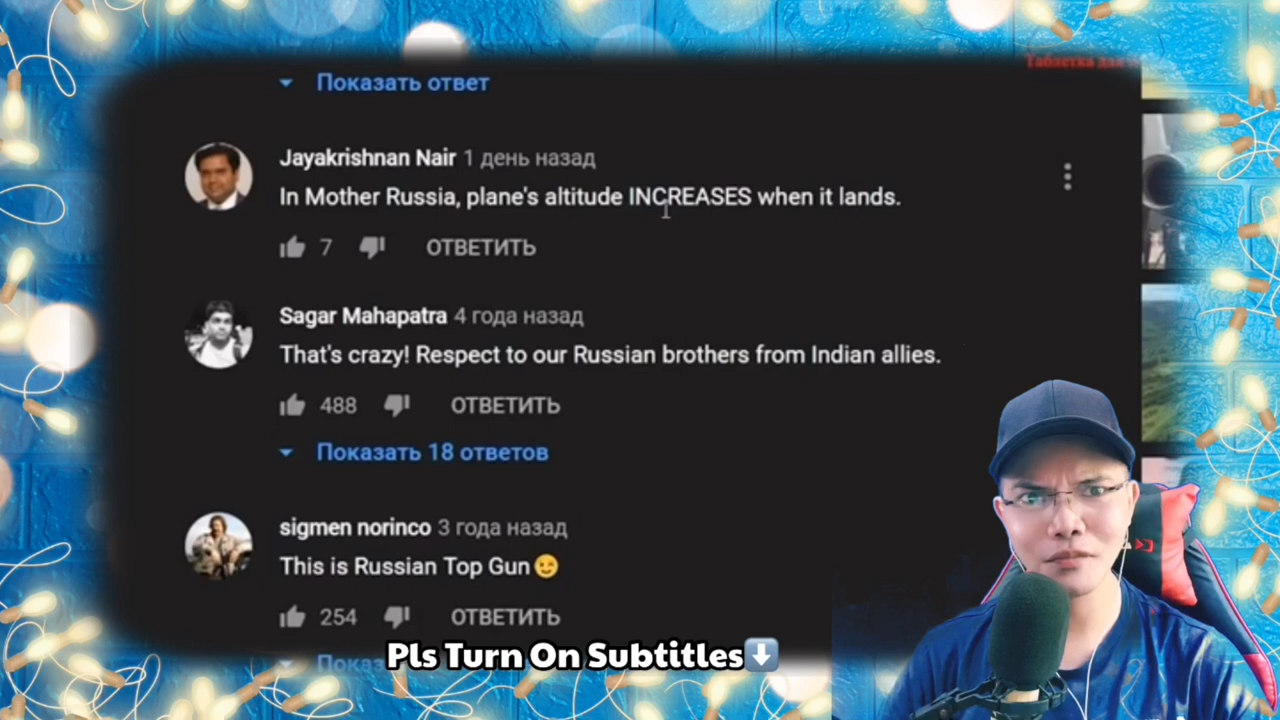 Таблетка для
Показать ответ
Jayakrishnan Nair 1 день назад
In Mother Russia, plane's altitude INCREASES when it lands.
7 ОТВЕТИТЬ
Sagar Mahapatra 4 года назад
That's crazy! Respect to our Russian brothers from Indian allies.
488 ОТВЕТИТЬ
Показать 18 ответов
sigmen norinco 3 года назад
This is Russian Top Gun😉
254 ОТВЕТИТЬ
Pls Turn On Subtitles⬇️